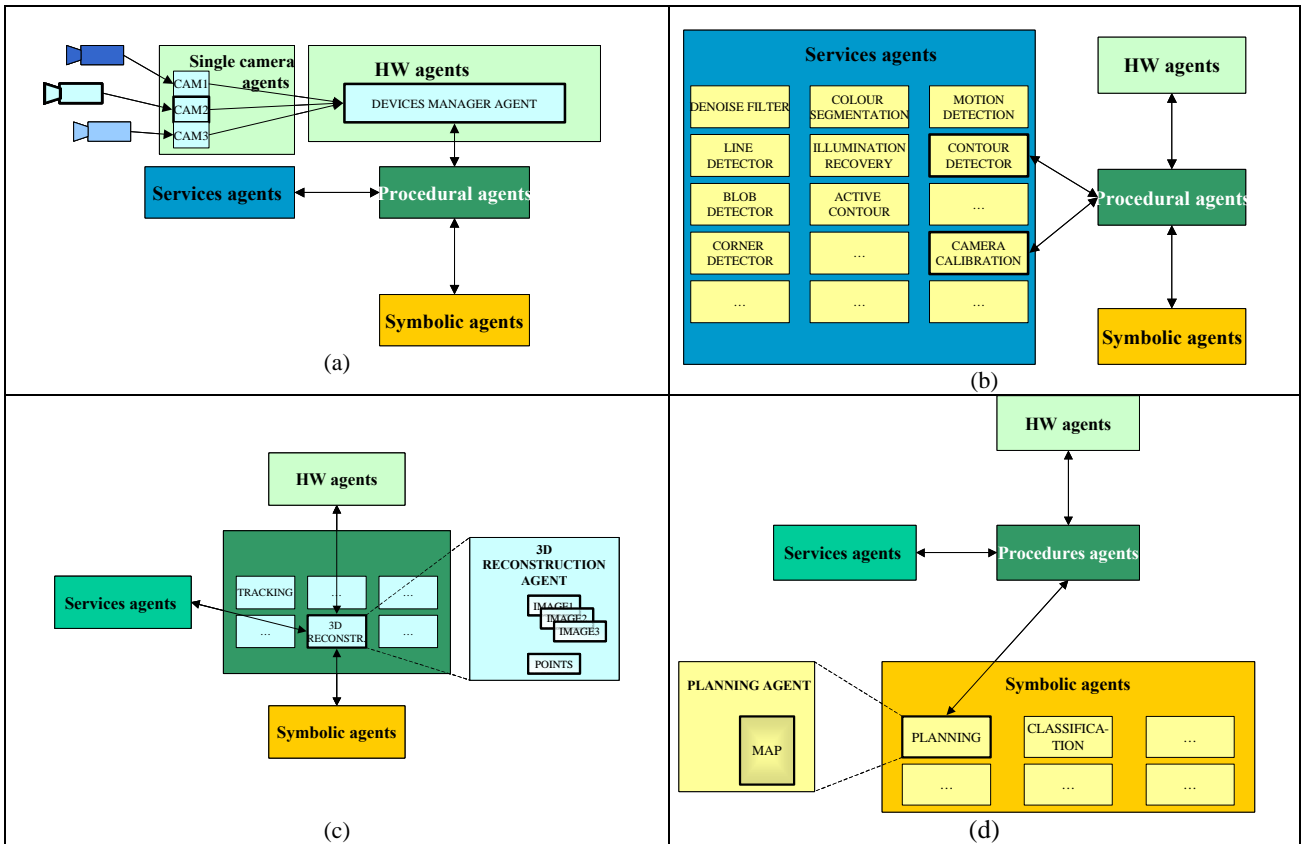 Single camera
agents
HW agents
CAM1
CAM2
CAM3
DEVICES MANAGER AGENT
Services agents
Procedural agents
Symbolic agents
(a)
Services agents
DENOISE FILTER
COLOUR
SEGMENTATION
MOTION
DETECTION
LINE
DETECTOR
ILLUMINATION
RECOVERY
CONTOUR
DETECTOR
BLOB
DETECTOR
ACTIVE
CONTOUR
…
CORNER
DETECTOR
…
CAMERA
CALIBRATION
…
…
…
HW agents
Procedural agents
Symbolic agents
(b)
HW agents
Services agents
TRACKING
…
…
…
3D
RECONSTR.
…
3D
RECONSTRUCTION
AGENT
IMAGE1
IMAGE2
IMAGE3
POINTS
Symbolic agents
(c)
HW agents
Services agents
Procedures agents
PLANNING AGENT
MAP
Symbolic agents
PLANNING
CLASSIFICA-
TION
…
…
…
…
(d)